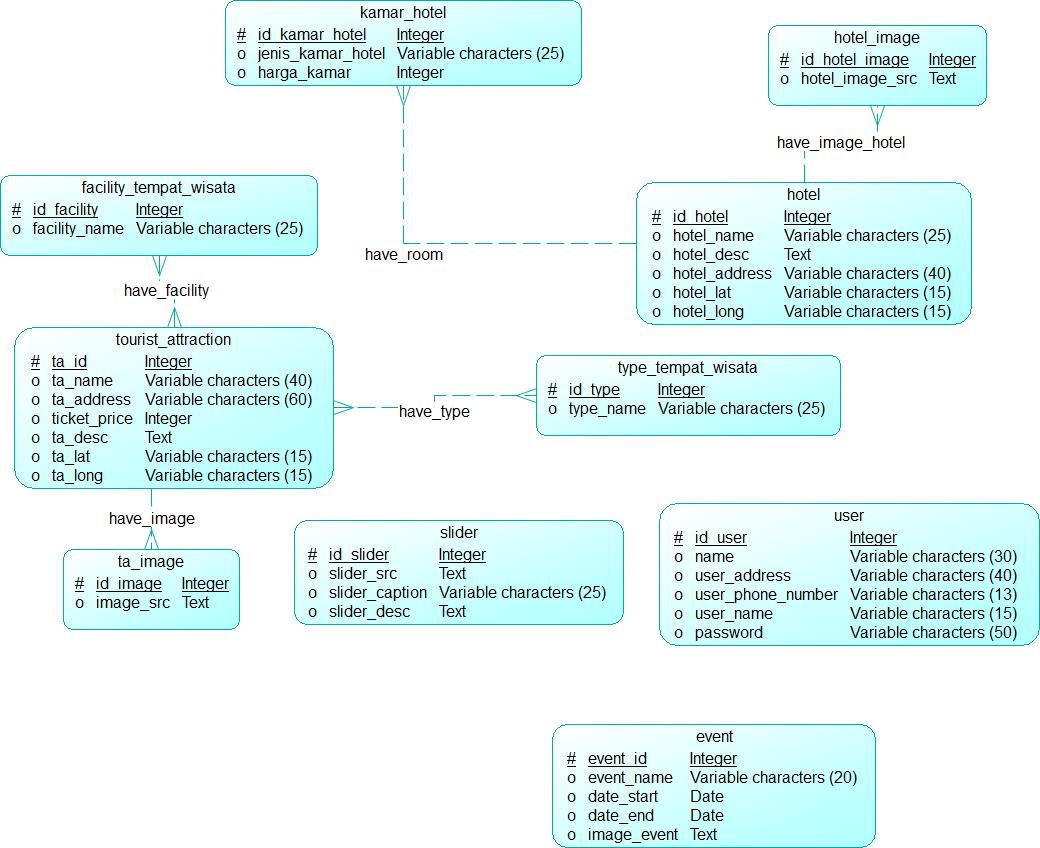 kamar_hotel
# id_kamar_hotel Integer
o jenis_kamar_hotel Variable characters (25)
o harga_kamar Integer
hotel_image
# id_hotel_image Integer
o hotel_image_src Text
have_image_hotel
facility_tempat_wisata
# id_facility Integer
o facility_name Variable characters (25)
hotel
# id_hotel Integer
o hotel_name Variable characters (25)
o hotel_desc Text
o hotel_address Variable characters (40)
o hotel_lat Variable characters (15)
o hotel_long Variable characters (15)
have_room
have_facility
tourist_attraction
# ta_id Integer
o ta_name Variable characters (40)
o ta_address Variable characters (60)
o ticket_price Integer
o ta_desc Text
o ta_lat Variable characters (15)
o ta_long Variable characters (15)
type_tempat_wisata
# id_type Integer
o type_name Variable characters (25)
have_type
have_image
ta_image
# id_image Integer
o image_src Text
slider
# id_slider Integer
o slider_src Text
o slider_caption Variable characters (25)
o slider_desc Text
user
# id_user Integer
o name Variable characters (30)
o user_address Variable characters (40)
o user_phone_number Variable characters (13)
o user_name Variable characters (15)
o password Variable characters (50)
event
# event_id Integer
o event_name Variable characters (20)
o date_start Date
o date_end Date
o image_event Text